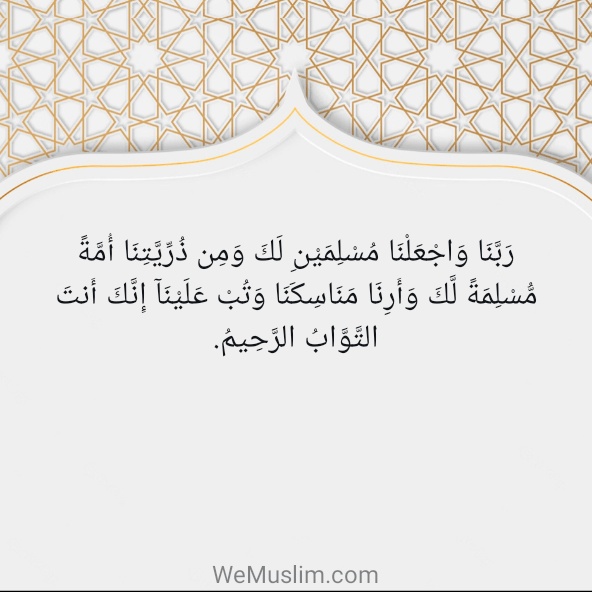 رَبَّنَا وَاجْعَلْنَا مُسْلِمَيْنِ لَكَ وَمِن ذُرِّيَّتِنَا أُمَّةً
مُّسْلِمَةً لَّكَ وَأَرِنَا مَنَاسِكَنَا وَتُبْ عَلَيْنَآ إِنَّكَ أَنتَ
التَّوَّابُ الرَّحِيمُ.
WeMuslim.com